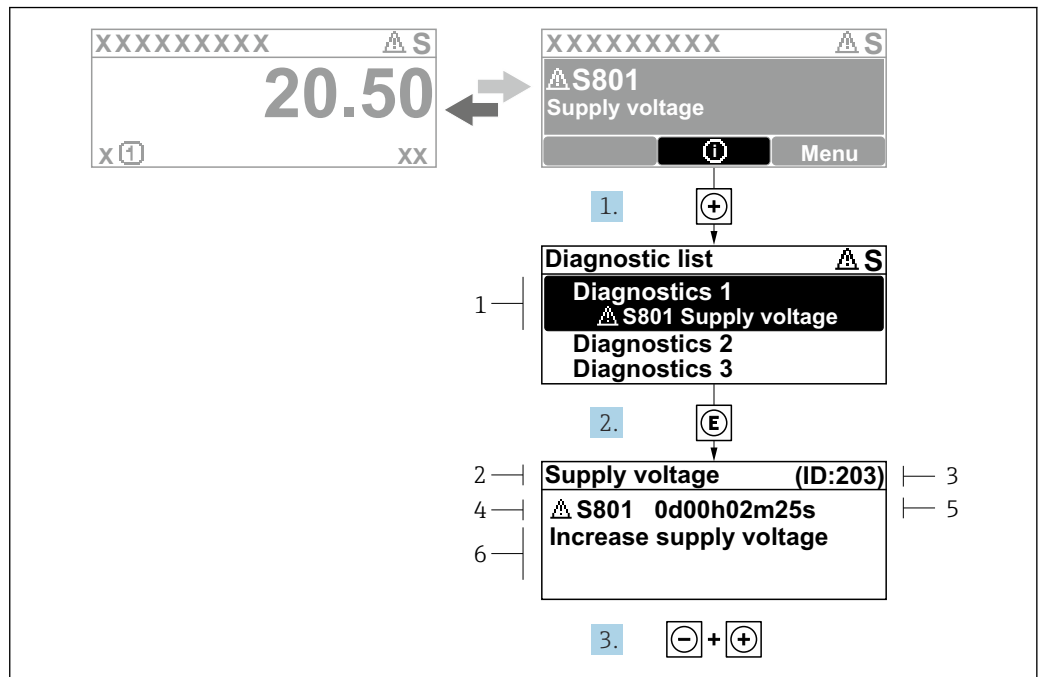 XXXXXXXXX ⚠ S
20.50
X ① XX
XXXXXXXXX ⚠ S
⚠ S801
Supply voltage
ⓘ Menu
1. ⊕
Diagnostic list ⚠ S
1
Diagnostics 1
⚠ S801 Supply voltage
Diagnostics 2
Diagnostics 3
2. Ⓔ
2 Supply voltage (ID:203) 3
4 ⚠ S801 0d00h02m25s 5
6 Increase supply voltage
3. ⊖ + ⊕